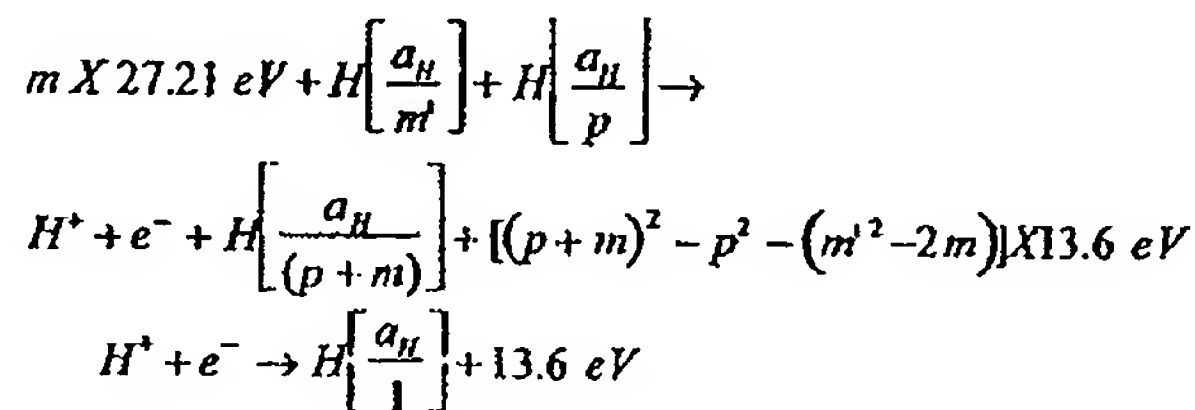 m X 27.21 eV + H[a_H / m'] + H[a_H / p] →
H⁺ + e⁻ + H[a_H / (p + m)] + [(p + m)² − p² − (m'² − 2m)]X13.6 eV
H⁺ + e⁻ → H[a_H / 1] + 13.6 eV